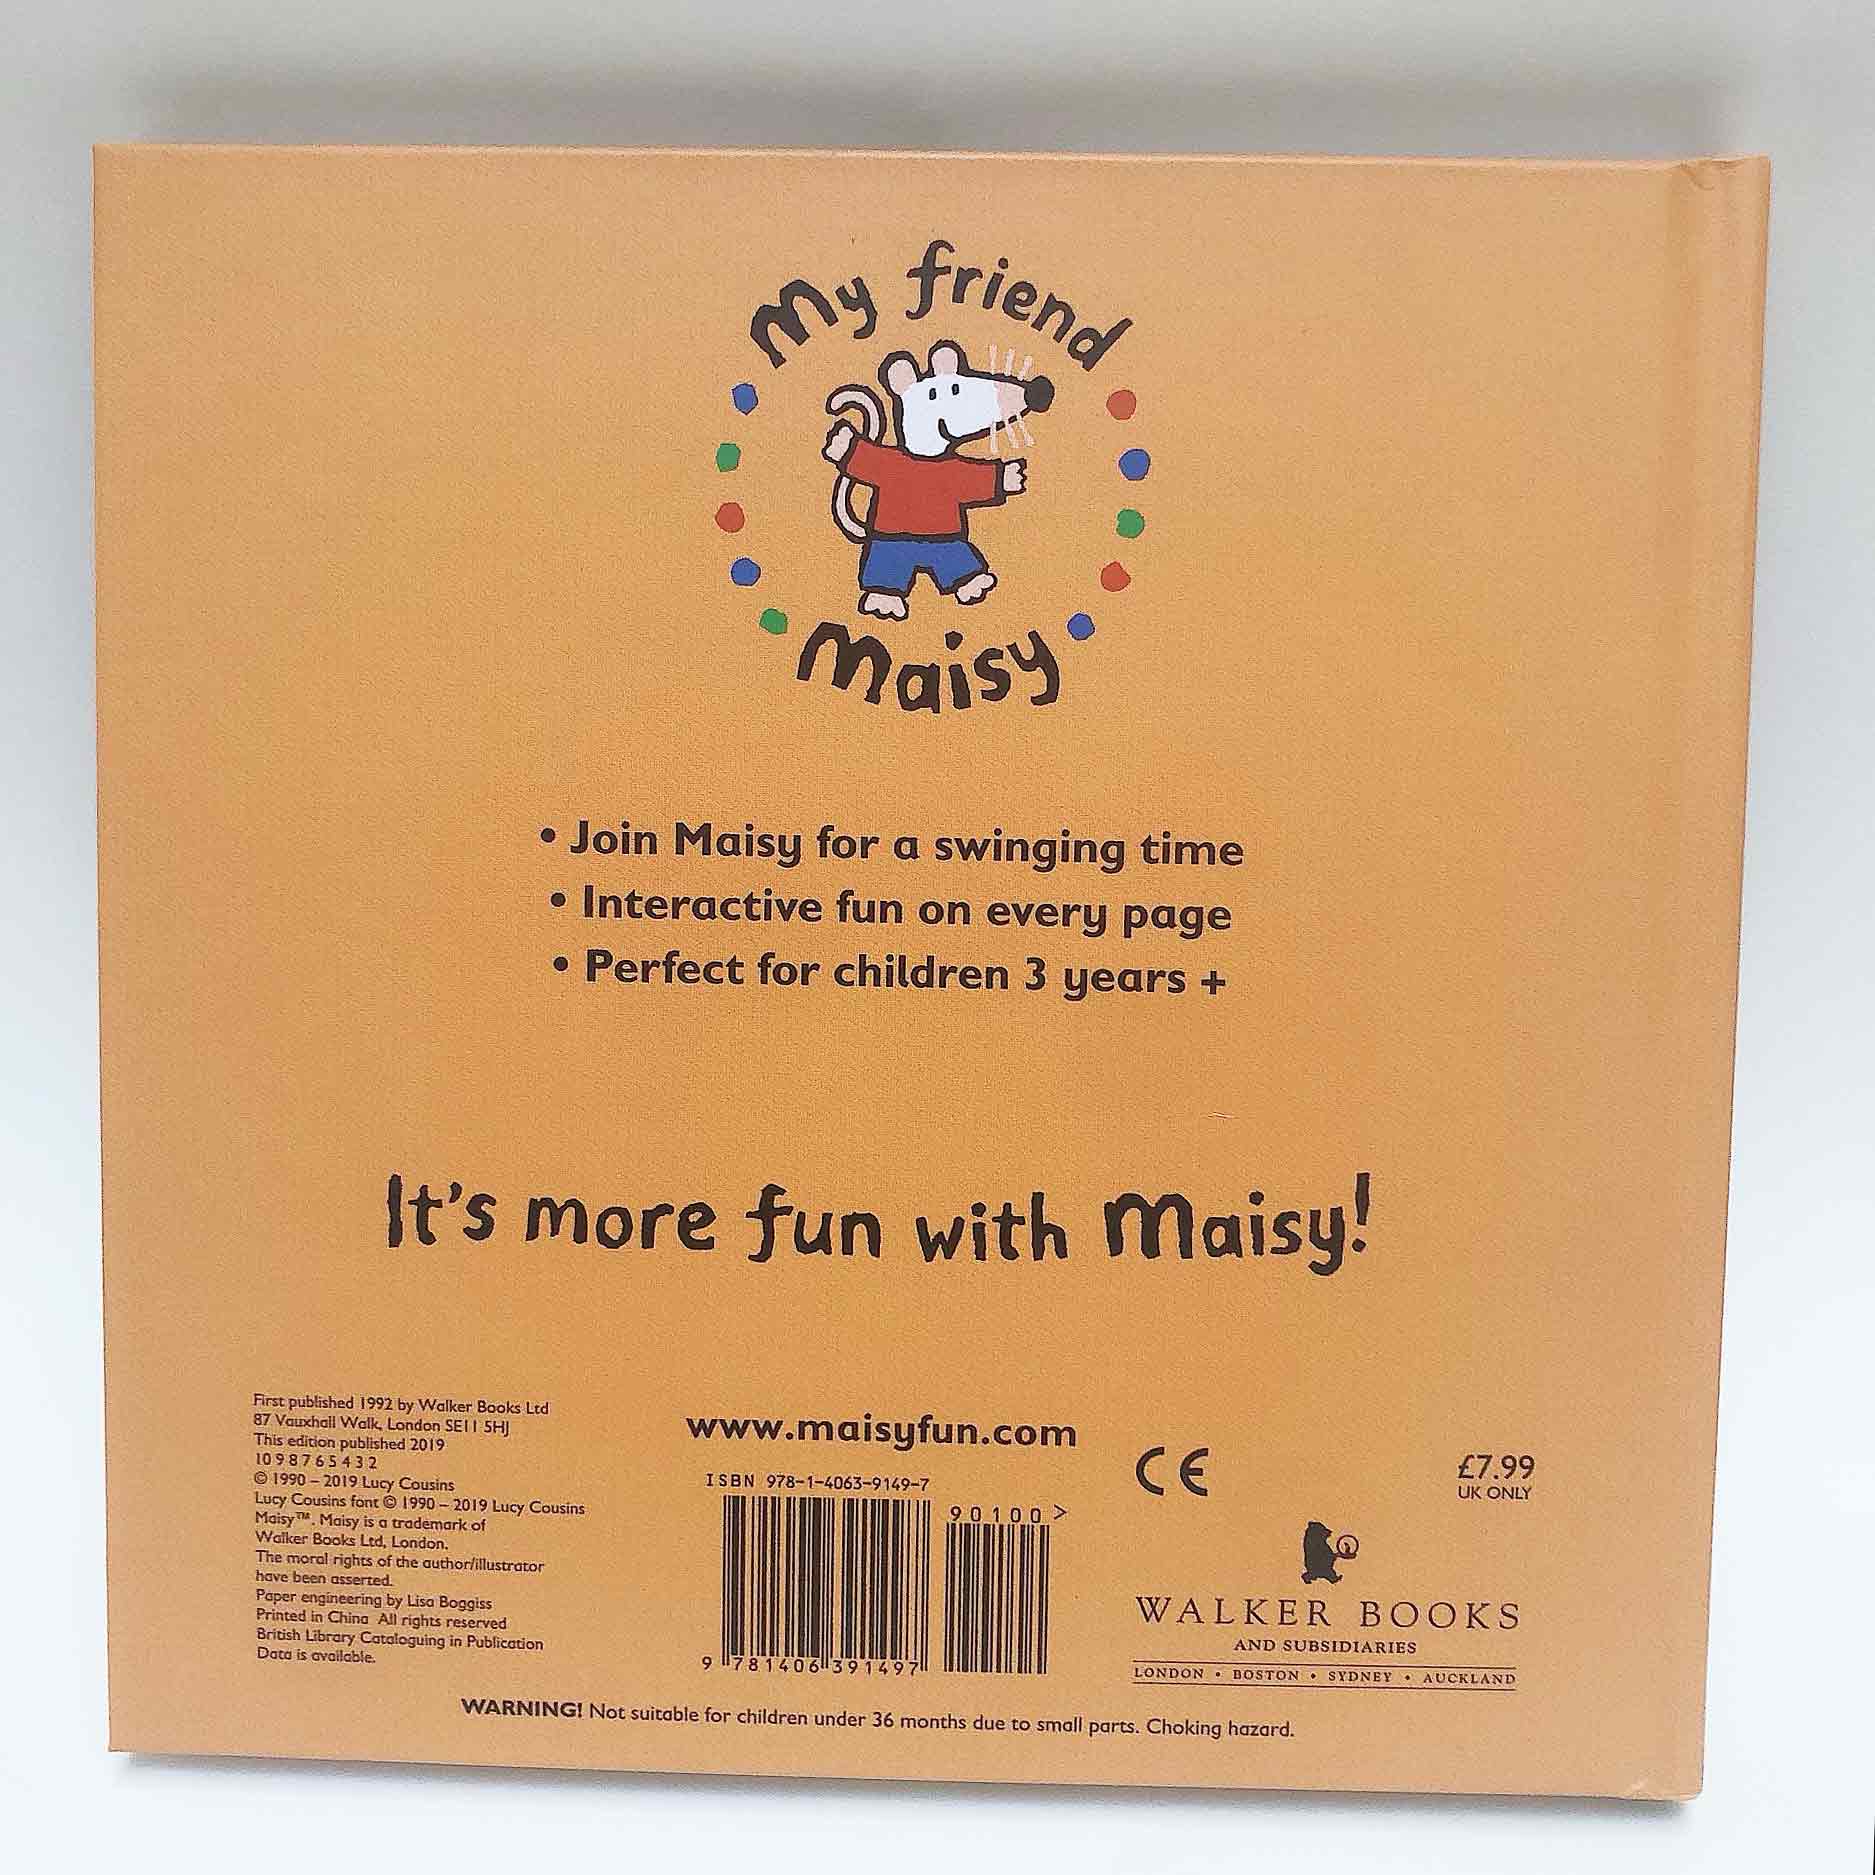 My friend
Maisy
• Join Maisy for a swinging time
• Interactive fun on every page
• Perfect for children 3 years +
It's more fun with Maisy!
First published 1992 by Walker Books Ltd
87 Vauxhall Walk, London SE11 5HJ
This edition published 2019
10 9 8 7 6 5 4 3 2
© 1990 – 2019 Lucy Cousins
Lucy Cousins font © 1990 – 2019 Lucy Cousins
Maisy™. Maisy is a trademark of
Walker Books Ltd, London.
The moral rights of the author/illustrator
have been asserted.
Paper engineering by Lisa Boggiss
Printed in China All rights reserved
British Library Cataloguing in Publication
Data is available.
www.maisyfun.com
ISBN 978-1-4063-9149-7
90100>
9 781406 391497
CE
£7.99
UK ONLY
WALKER BOOKS
AND SUBSIDIARIES
LONDON • BOSTON • SYDNEY • AUCKLAND
WARNING! Not suitable for children under 36 months due to small parts. Choking hazard.